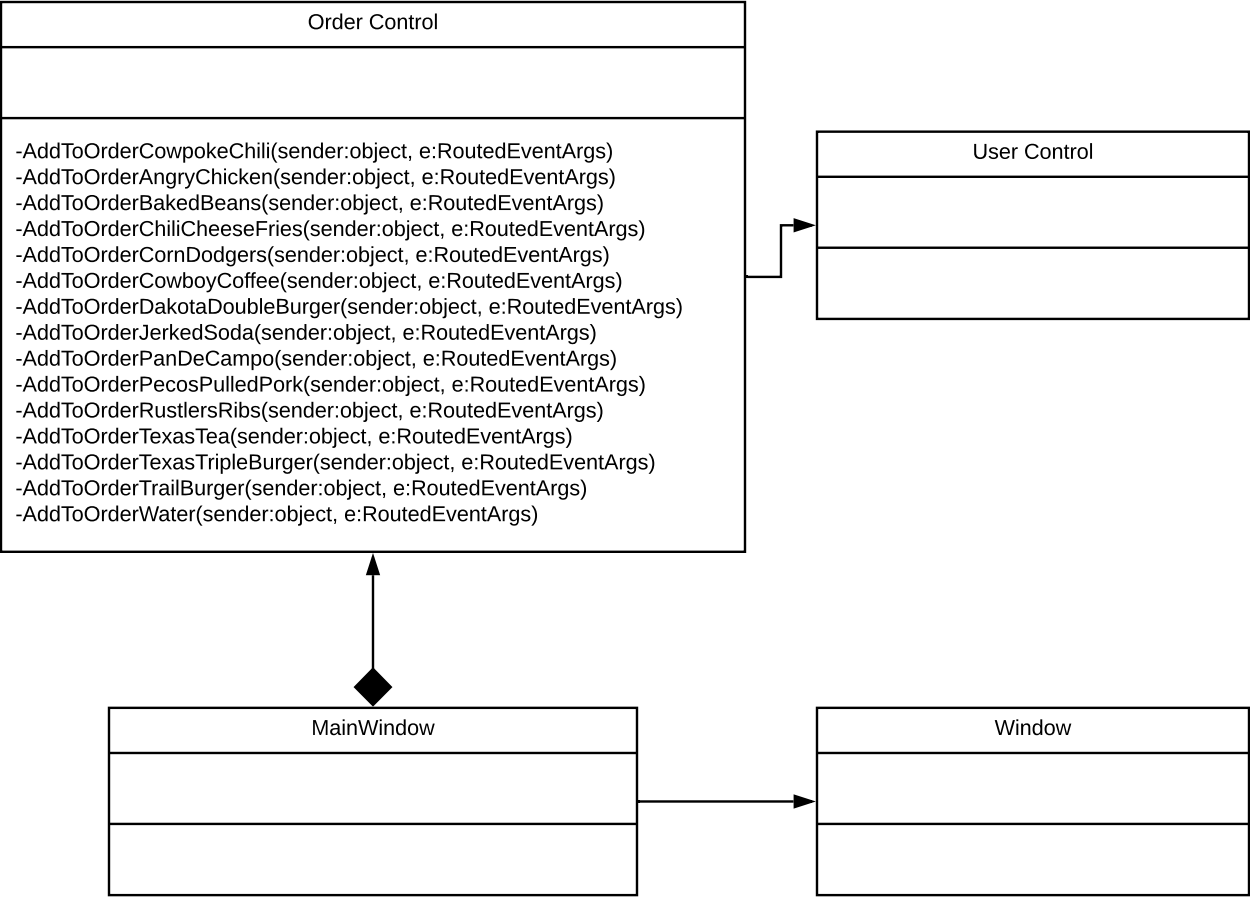 Order Control
-AddToOrderCowpokeChili(sender:object, e:RoutedEventArgs)
-AddToOrderAngryChicken(sender:object, e:RoutedEventArgs)
-AddToOrderBakedBeans(sender:object, e:RoutedEventArgs)
-AddToOrderChiliCheeseFries(sender:object, e:RoutedEventArgs)
-AddToOrderCornDodgers(sender:object, e:RoutedEventArgs)
-AddToOrderCowboyCoffee(sender:object, e:RoutedEventArgs)
-AddToOrderDakotaDoubleBurger(sender:object, e:RoutedEventArgs)
-AddToOrderJerkedSoda(sender:object, e:RoutedEventArgs)
-AddToOrderPanDeCampo(sender:object, e:RoutedEventArgs)
-AddToOrderPecosPulledPork(sender:object, e:RoutedEventArgs)
-AddToOrderRustlersRibs(sender:object, e:RoutedEventArgs)
-AddToOrderTexasTea(sender:object, e:RoutedEventArgs)
-AddToOrderTexasTripleBurger(sender:object, e:RoutedEventArgs)
-AddToOrderTrailBurger(sender:object, e:RoutedEventArgs)
-AddToOrderWater(sender:object, e:RoutedEventArgs)
User Control
MainWindow
Window